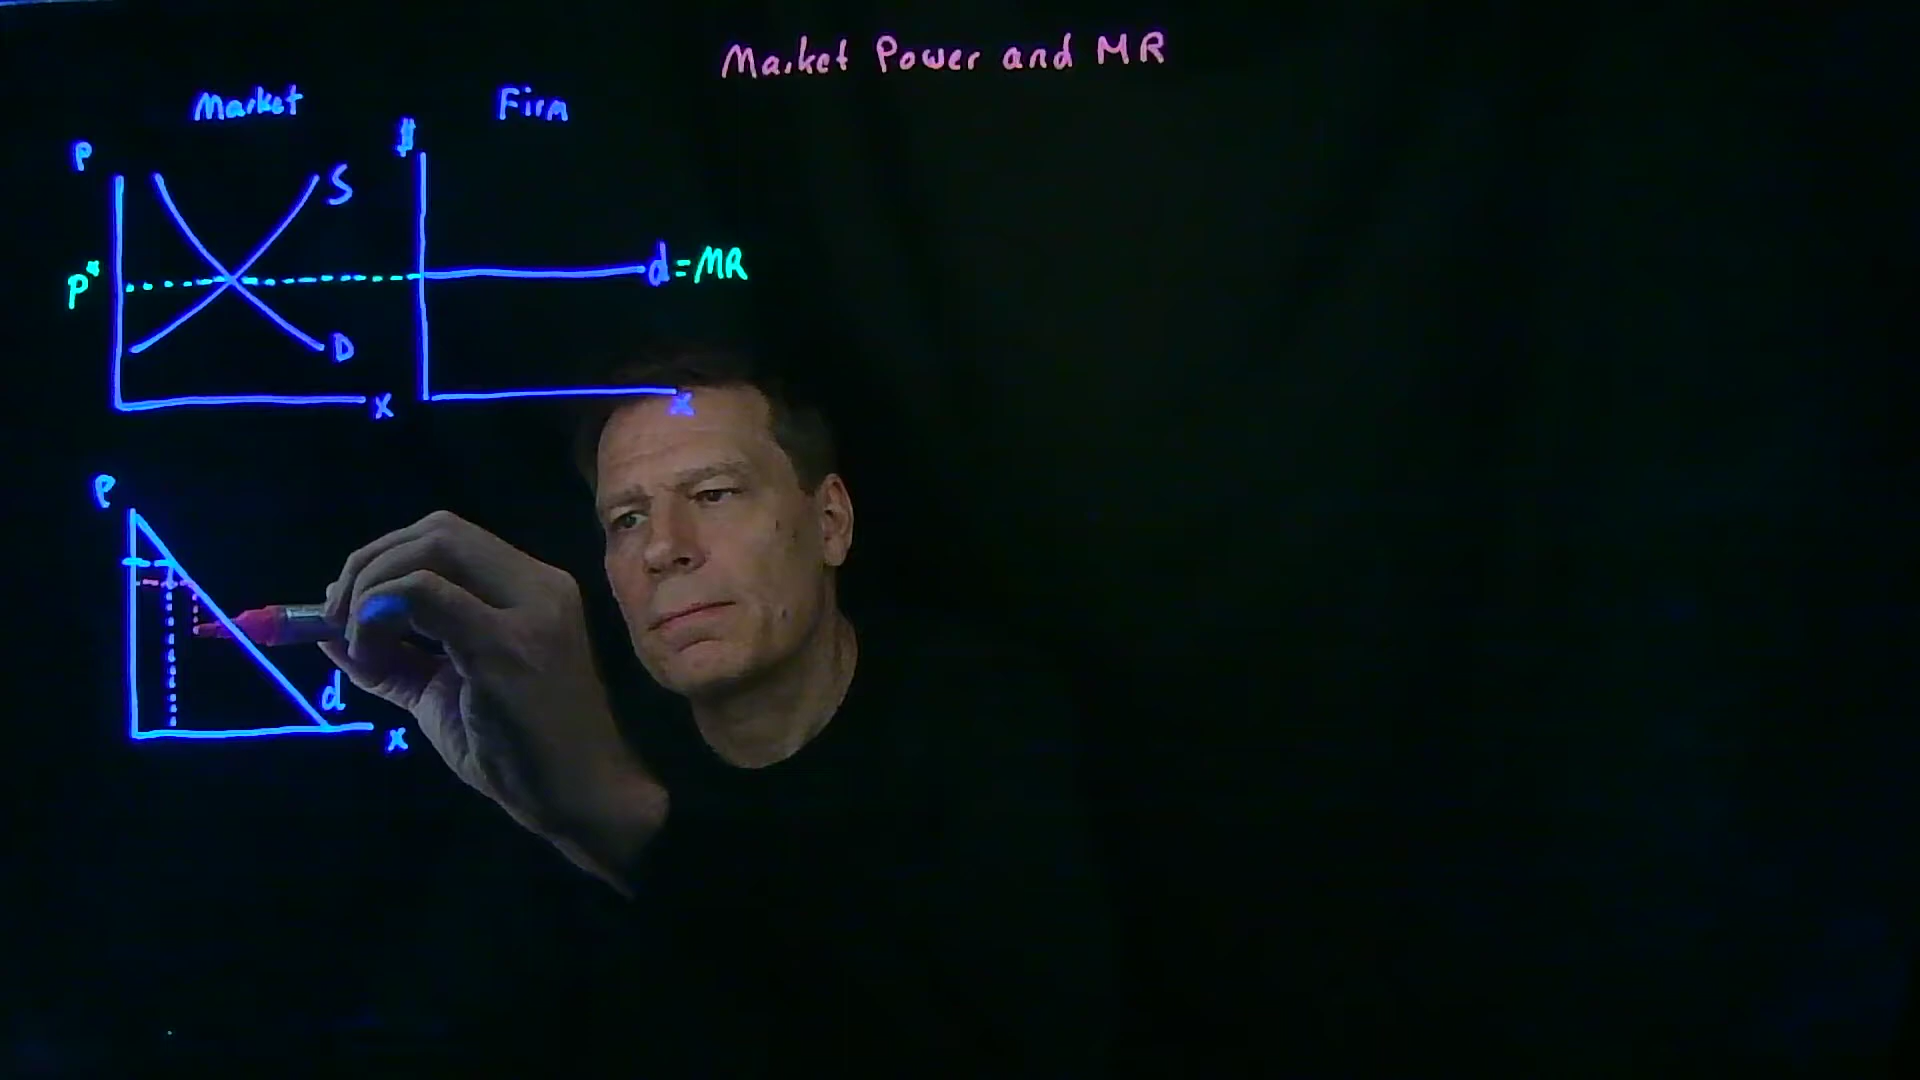 Market Power and MR
Market
Firm
P
$
S
P*
d = MR
D
x
x
P
d
x